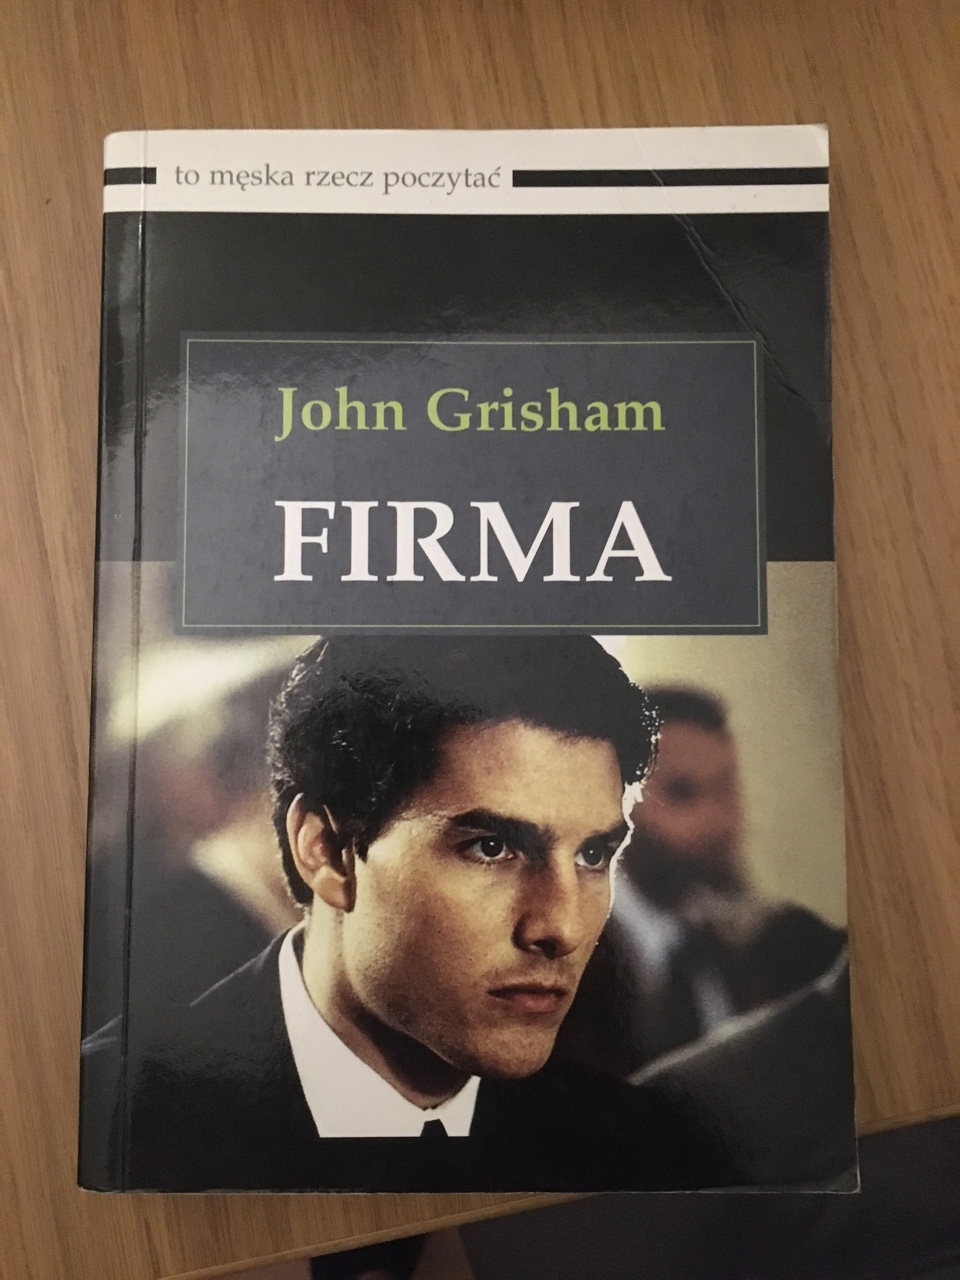 to męska rzecz poczytać
John Grisham
FIRMA